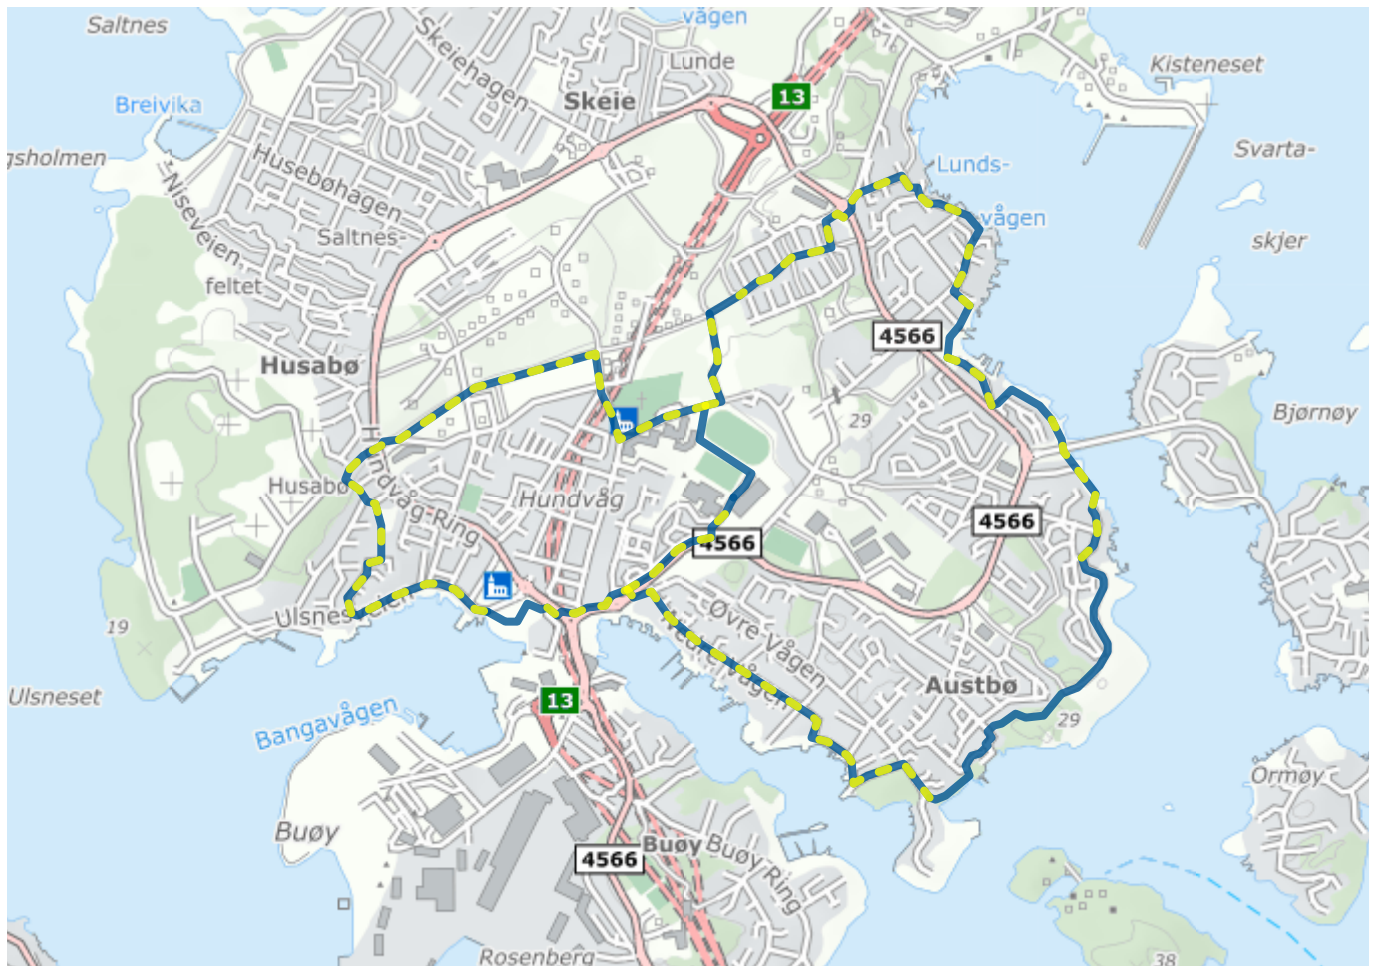 Saltnes
vågen
Skeiehagen
Lunde
Kisteneset
13
Skeie
Breivika
Svarta-
gsholmen
Husebøhagen
Lunds-
Niseveien
vågen
Saltnes-
skjer
feltet
4566
Husabø
Bjørnøy
29
Husabø
Hundvåg
Hundvåg-Ring
4566
4566
Ulsnes
19
Øvre-Vågen
Nedre Vågen
Austbø
Ulsneset
13
Bangavågen
29
Ormøy
Buøy
4566
Buøy
Buøy Ring
Rosenberg
38